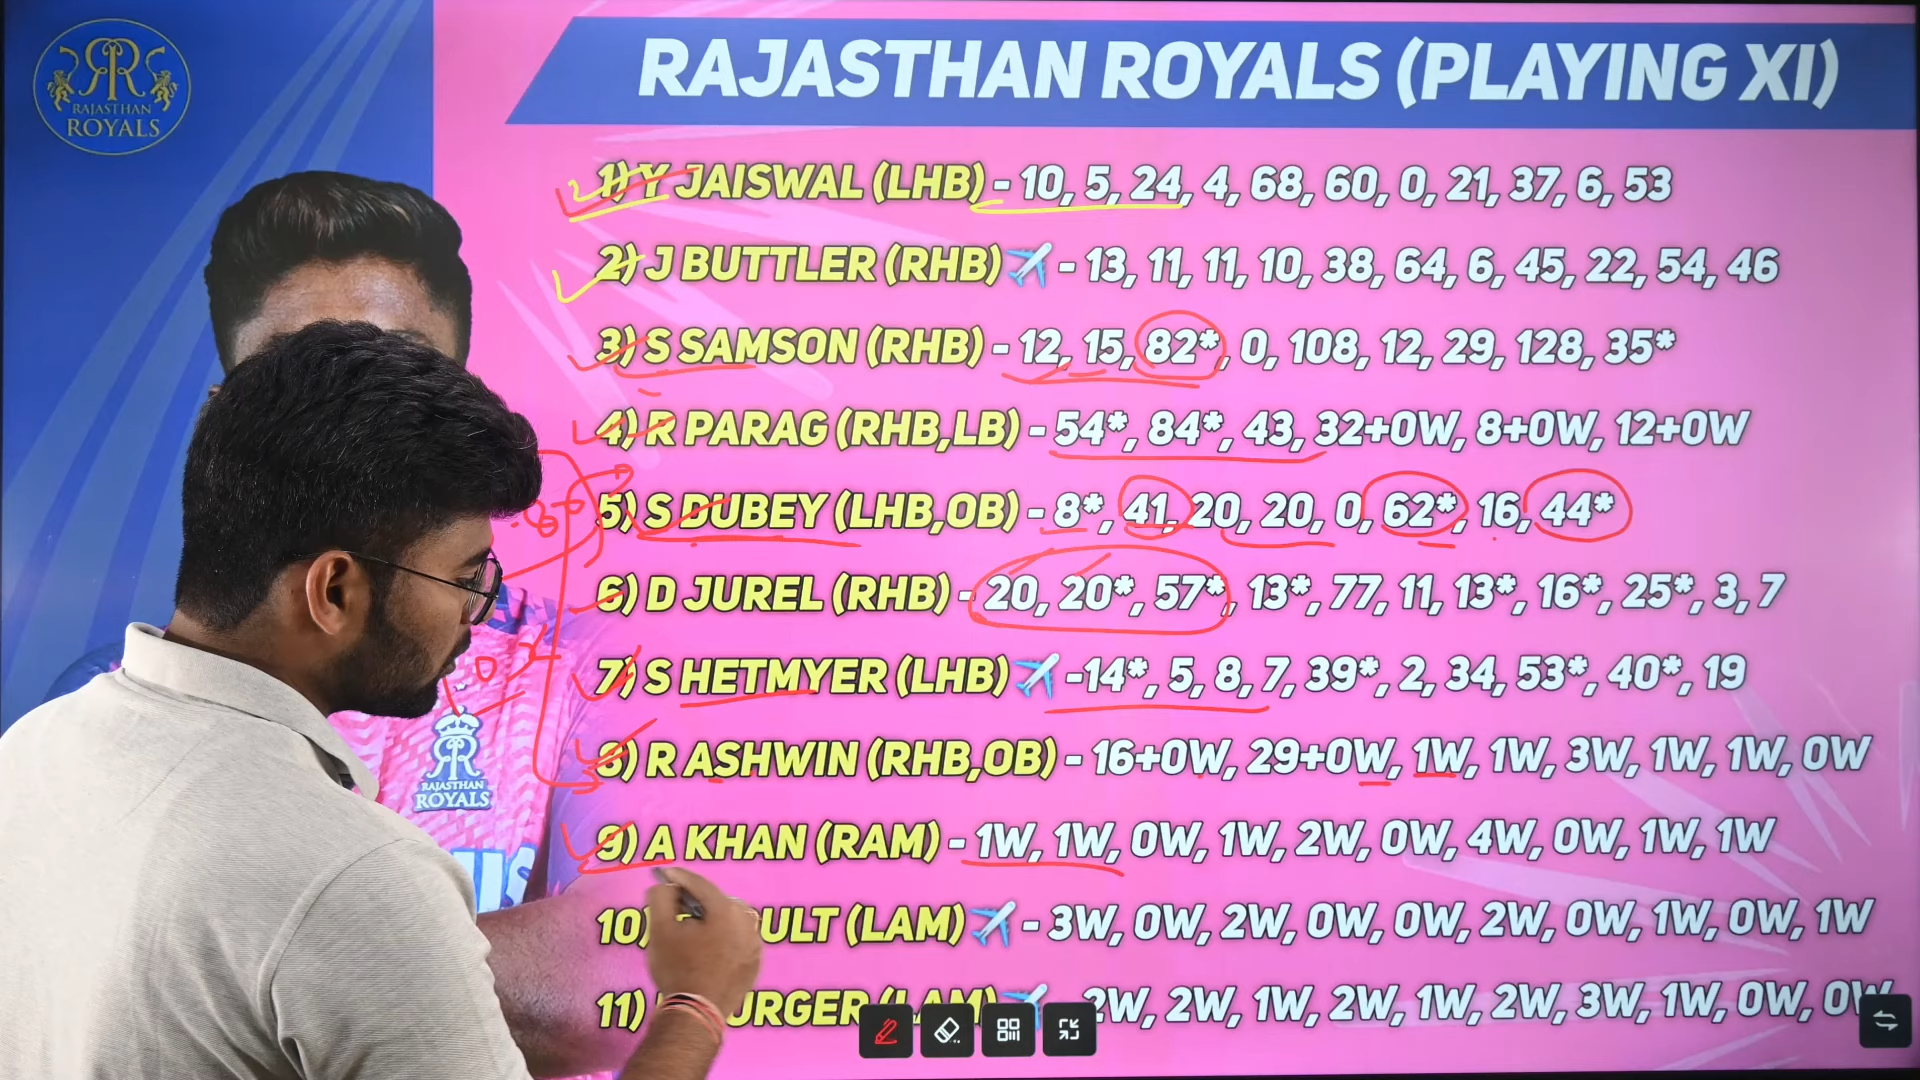 RAJASTHAN
ROYALS
RAJASTHAN ROYALS (PLAYING XI)
1) Y JAISWAL (LHB) - 10, 5, 24, 4, 68, 60, 0, 21, 37, 6, 53
2) J BUTTLER (RHB) ✈ - 13, 11, 11, 10, 38, 64, 6, 45, 22, 54, 46
3) S SAMSON (RHB) - 12, 15, 82*, 0, 108, 12, 29, 128, 35*
4) R PARAG (RHB,LB) - 54*, 84*, 43, 32+0W, 8+0W, 12+0W
5) S DUBEY (LHB,OB) - 8*, 41, 20, 20, 0, 62*, 16, 44*
6) D JUREL (RHB) - 20, 20*, 57*, 13*, 77, 11, 13*, 16*, 25*, 3, 7
7) S HETMYER (LHB) ✈ -14*, 5, 8, 7, 39*, 2, 34, 53*, 40*, 19
8) R ASHWIN (RHB,OB) - 16+0W, 29+0W, 1W, 1W, 3W, 1W, 1W, 0W
9) A KHAN (RAM) - 1W, 1W, 0W, 1W, 2W, 0W, 4W, 0W, 1W, 1W
10) (LAM) ✈ - 3W, 0W, 2W, 0W, 0W, 2W, 0W, 1W, 0W, 1W
11) (LAM) ✈ 2W, 2W, 1W, 2W, 1W, 2W, 3W, 1W, 0W, 0W
RAJASTHAN
ROYALS